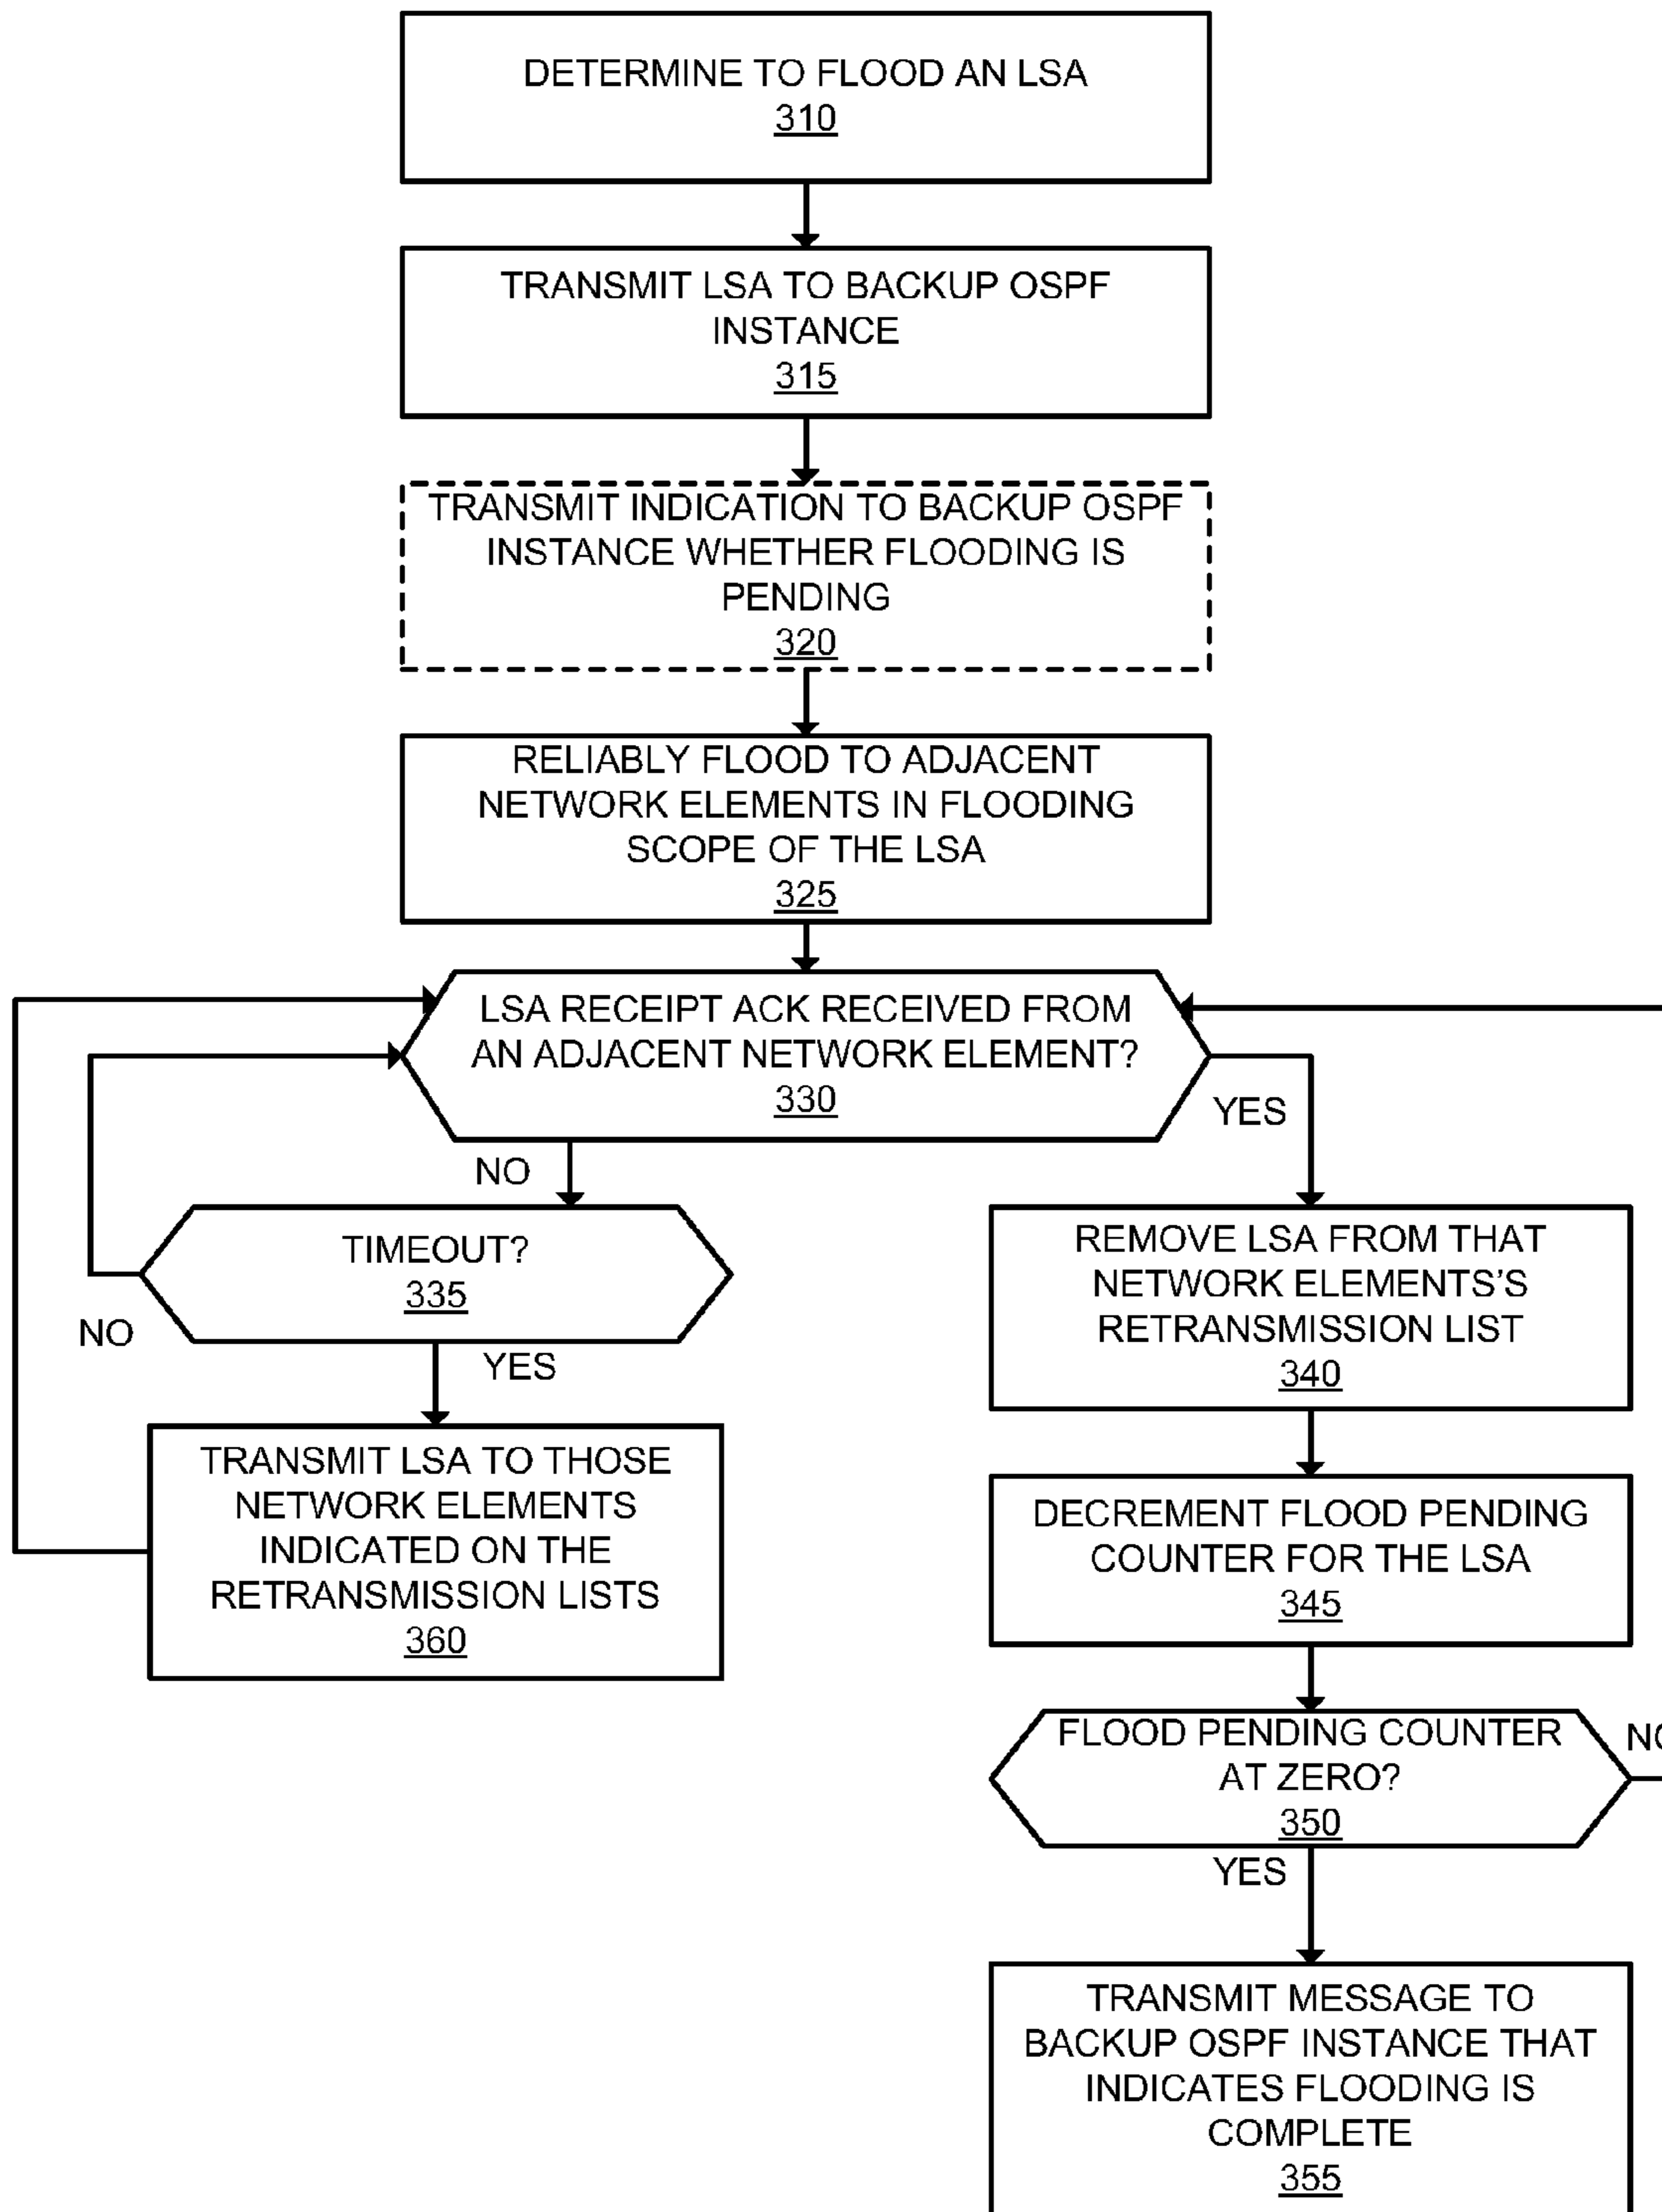 DETERMINE TO FLOOD AN LSA
310
TRANSMIT LSA TO BACKUP OSPF
INSTANCE
315
TRANSMIT INDICATION TO BACKUP OSPF
INSTANCE WHETHER FLOODING IS
PENDING
320
RELIABLY FLOOD TO ADJACENT
NETWORK ELEMENTS IN FLOODING
SCOPE OF THE LSA
325
LSA RECEIPT ACK RECEIVED FROM
AN ADJACENT NETWORK ELEMENT?
330
YES
NO
TIMEOUT?
335
NO
YES
TRANSMIT LSA TO THOSE
NETWORK ELEMENTS
INDICATED ON THE
RETRANSMISSION LISTS
360
REMOVE LSA FROM THAT
NETWORK ELEMENTS'S
RETRANSMISSION LIST
340
DECREMENT FLOOD PENDING
COUNTER FOR THE LSA
345
FLOOD PENDING COUNTER
AT ZERO?
350
NO
YES
TRANSMIT MESSAGE TO
BACKUP OSPF INSTANCE THAT
INDICATES FLOODING IS
COMPLETE
355